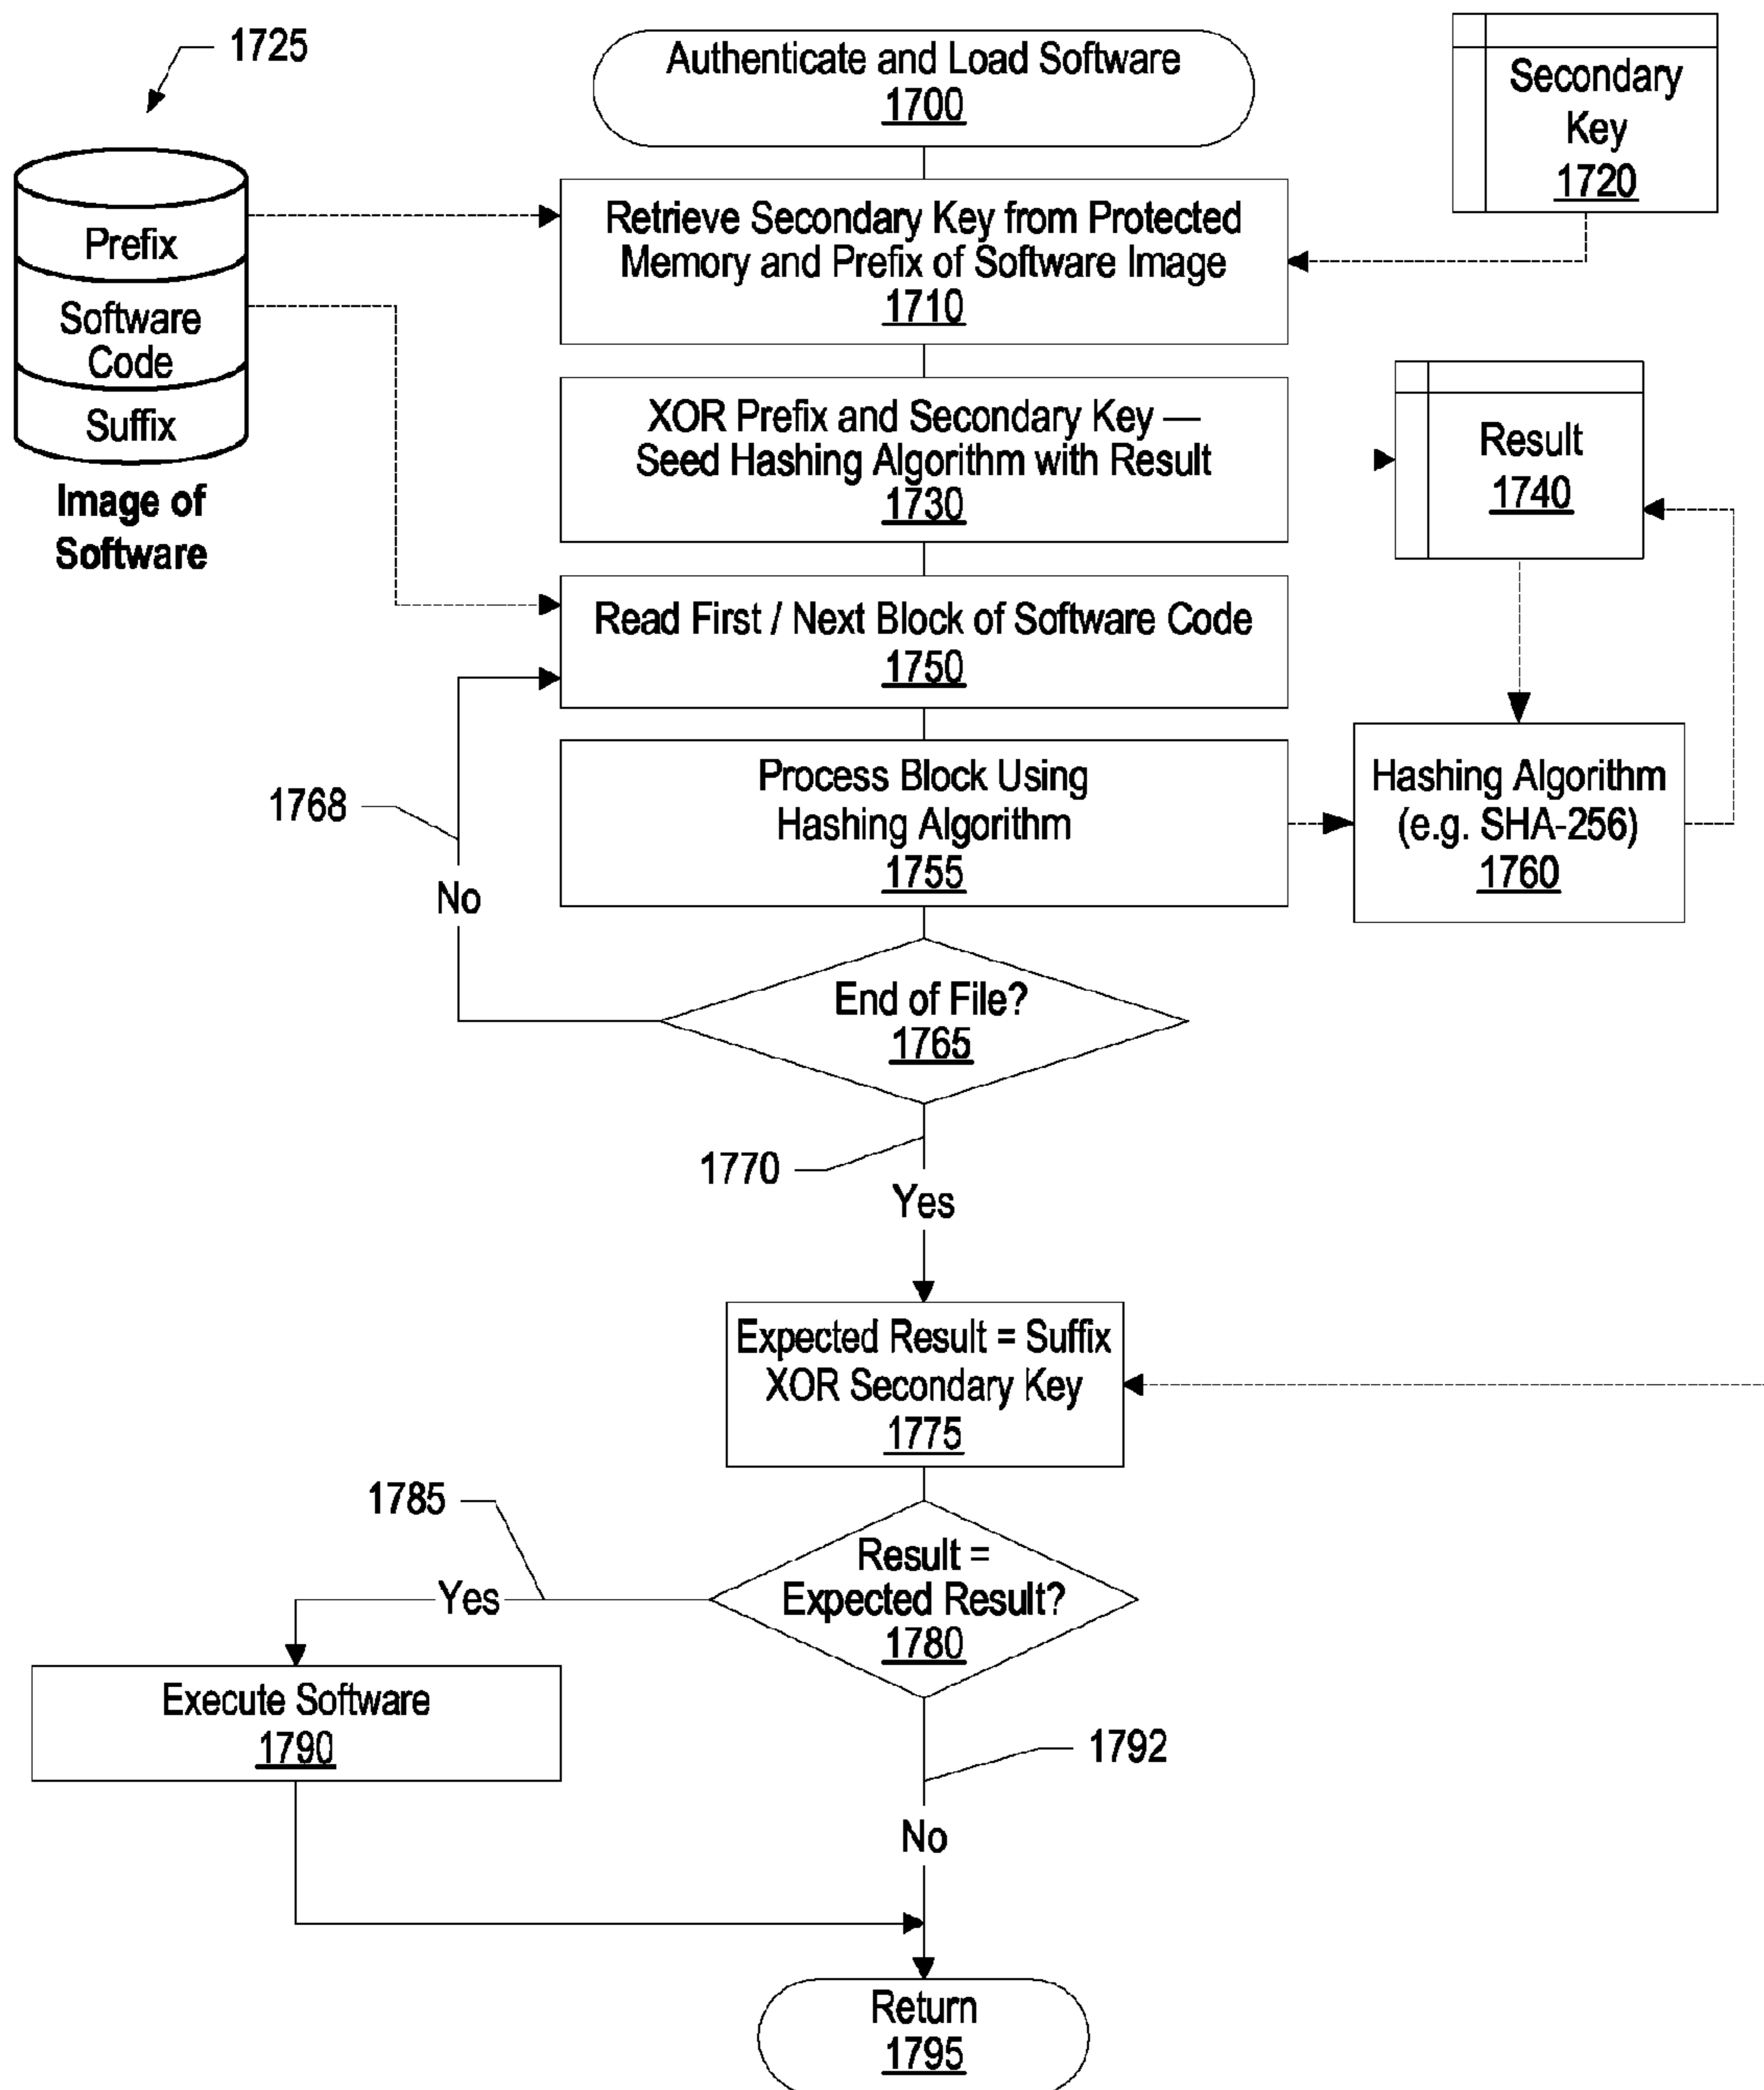 1725
Authenticate and Load Software
1700
Secondary
Key
1720
Prefix
Software
Code
Suffix
Image of
Software
Retrieve Secondary Key from Protected
Memory and Prefix of Software Image
1710
XOR Prefix and Secondary Key —
Seed Hashing Algorithm with Result
1730
Result
1740
Read First / Next Block of Software Code
1750
Process Block Using
Hashing Algorithm
1755
Hashing Algorithm
(e.g. SHA-256)
1760
1768
No
End of File?
1765
1770
Yes
Expected Result = Suffix
XOR Secondary Key
1775
1785
Yes
Result =
Expected Result?
1780
Execute Software
1790
1792
No
Return
1795